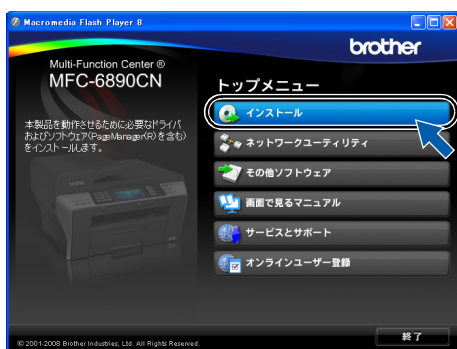 Macromedia Flash Player 8
brother
Multi-Function Center ®
MFC-6890CN
本製品を動作させるために必要なドライバ
およびソフトウェア(PageManager(R)を含む)
をインストールします。
トップメニュー
インストール
ネットワークユーティリティ
その他ソフトウェア
画面で見るマニュアル
サービスとサポート
オンラインユーザー登録
© 2001-2008 Brother Industries, Ltd. All Rights Reserved.
終了